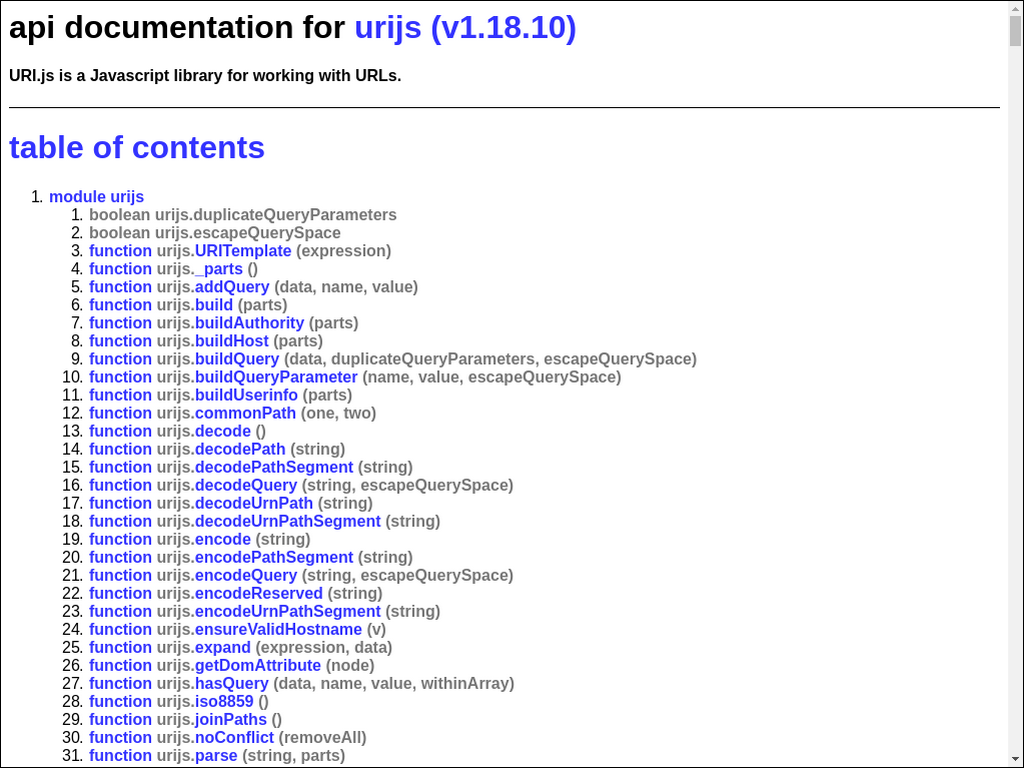 api documentation for urijs (v1.18.10)
URI.js is a Javascript library for working with URLs.
table of contents
1. module urijs
1. boolean urijs.duplicateQueryParameters
2. boolean urijs.escapeQuerySpace
3. function urijs.URITemplate (expression)
4. function urijs._parts ()
5. function urijs.addQuery (data, name, value)
6. function urijs.build (parts)
7. function urijs.buildAuthority (parts)
8. function urijs.buildHost (parts)
9. function urijs.buildQuery (data, duplicateQueryParameters, escapeQuerySpace)
10. function urijs.buildQueryParameter (name, value, escapeQuerySpace)
11. function urijs.buildUserinfo (parts)
12. function urijs.commonPath (one, two)
13. function urijs.decode ()
14. function urijs.decodePath (string)
15. function urijs.decodePathSegment (string)
16. function urijs.decodeQuery (string, escapeQuerySpace)
17. function urijs.decodeUrnPath (string)
18. function urijs.decodeUrnPathSegment (string)
19. function urijs.encode (string)
20. function urijs.encodePathSegment (string)
21. function urijs.encodeQuery (string, escapeQuerySpace)
22. function urijs.encodeReserved (string)
23. function urijs.encodeUrnPathSegment (string)
24. function urijs.ensureValidHostname (v)
25. function urijs.expand (expression, data)
26. function urijs.getDomAttribute (node)
27. function urijs.hasQuery (data, name, value, withinArray)
28. function urijs.iso8859 ()
29. function urijs.joinPaths ()
30. function urijs.noConflict (removeAll)
31. function urijs.parse (string, parts)